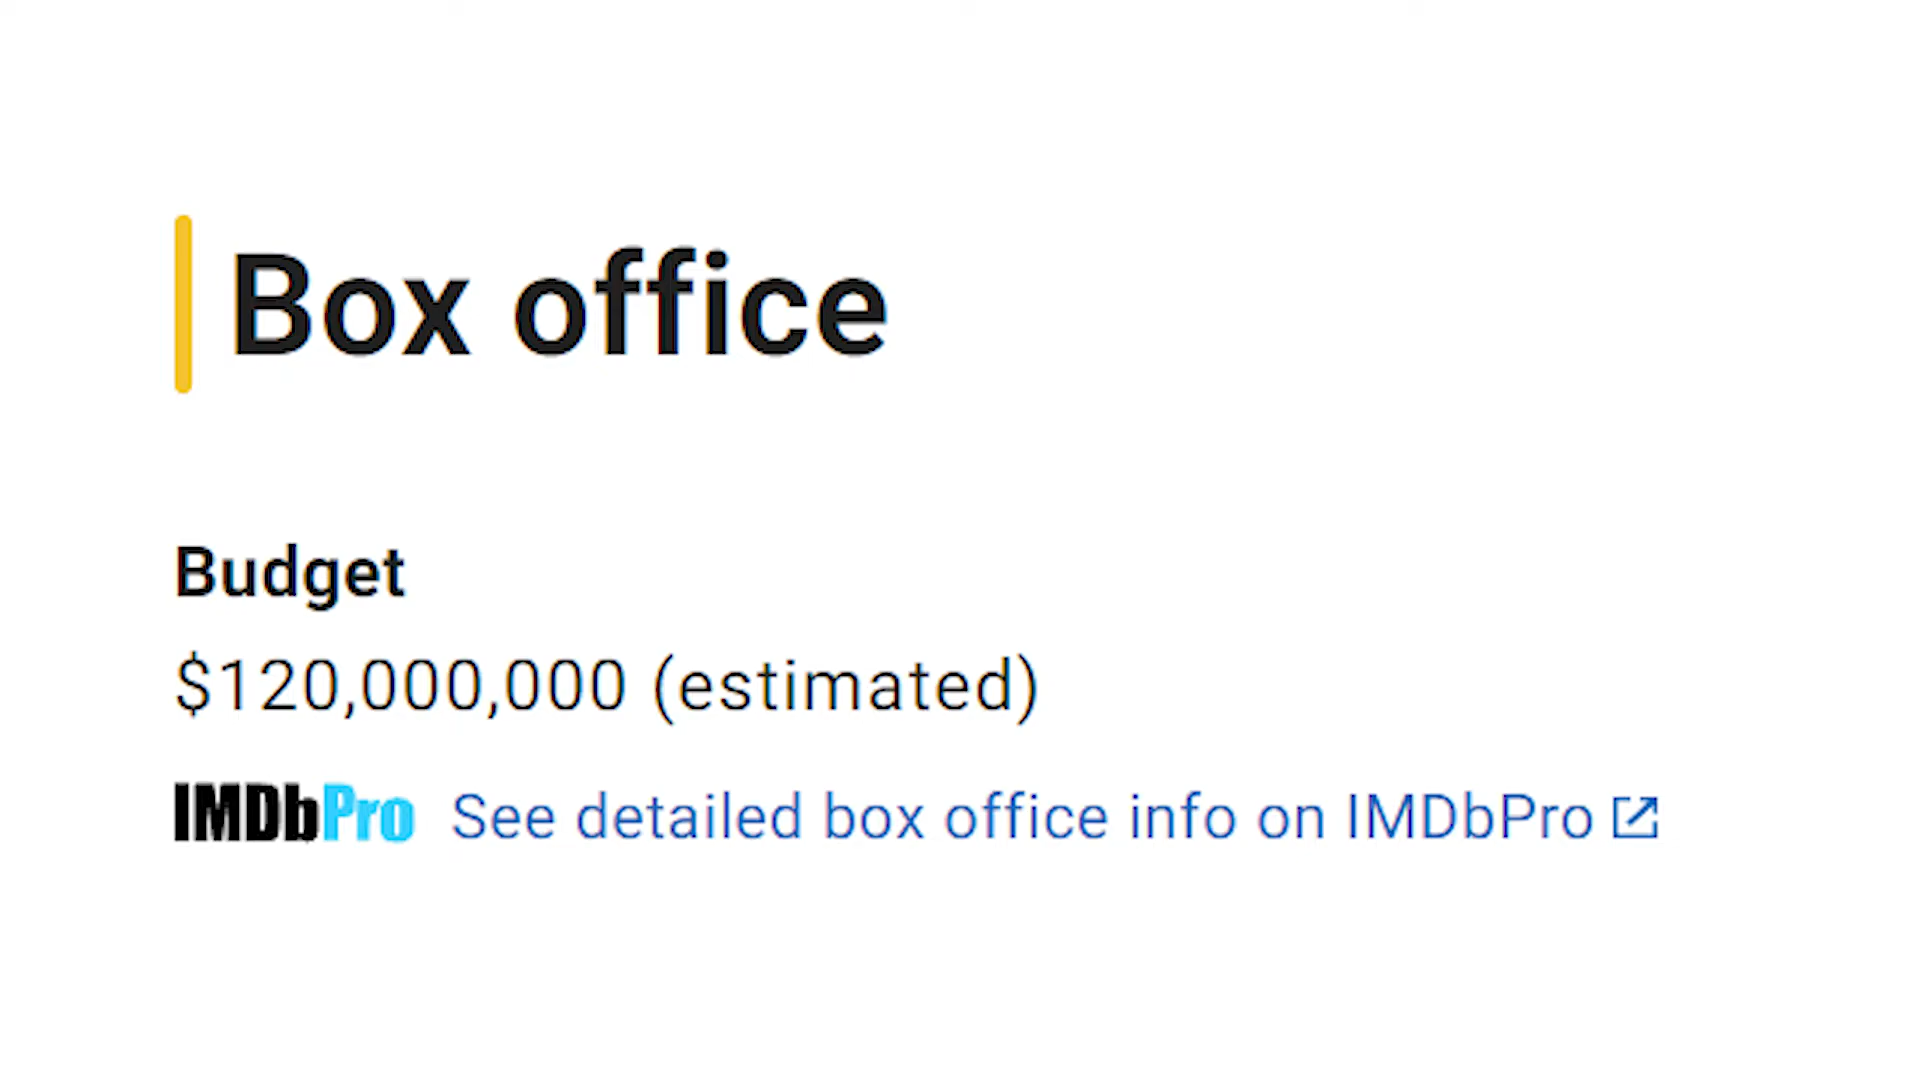 Box office
Budget
$120,000,000 (estimated)
IMDbPro See detailed box office info on IMDbPro